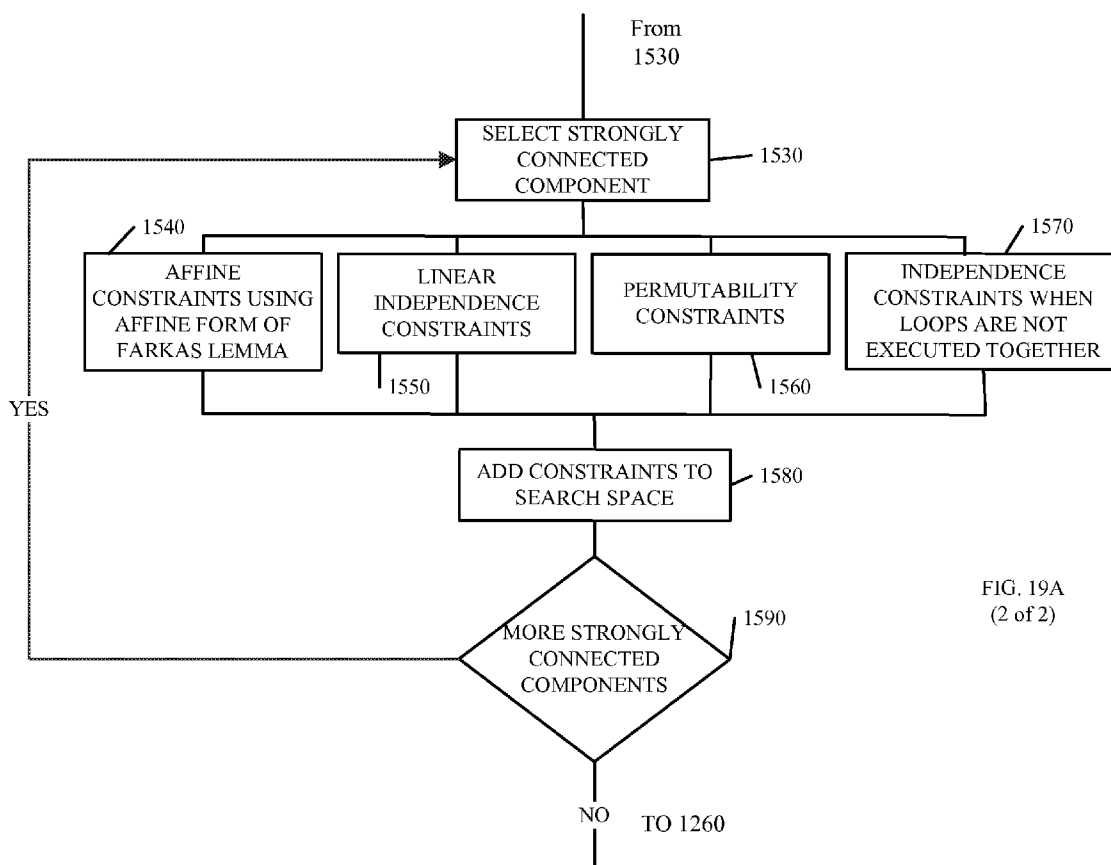 From
1530
SELECT STRONGLY
CONNECTED
COMPONENT
1530
1540
AFFINE
CONSTRAINTS USING
AFFINE FORM OF
FARKAS LEMMA
LINEAR
INDEPENDENCE
CONSTRAINTS
1550
PERMUTABILITY
CONSTRAINTS
1560
1570
INDEPENDENCE
CONSTRAINTS WHEN
LOOPS ARE NOT
EXECUTED TOGETHER
YES
ADD CONSTRAINTS TO
SEARCH SPACE
1580
MORE STRONGLY
CONNECTED
COMPONENTS
1590
FIG. 19A
(2 of 2)
NO
TO 1260